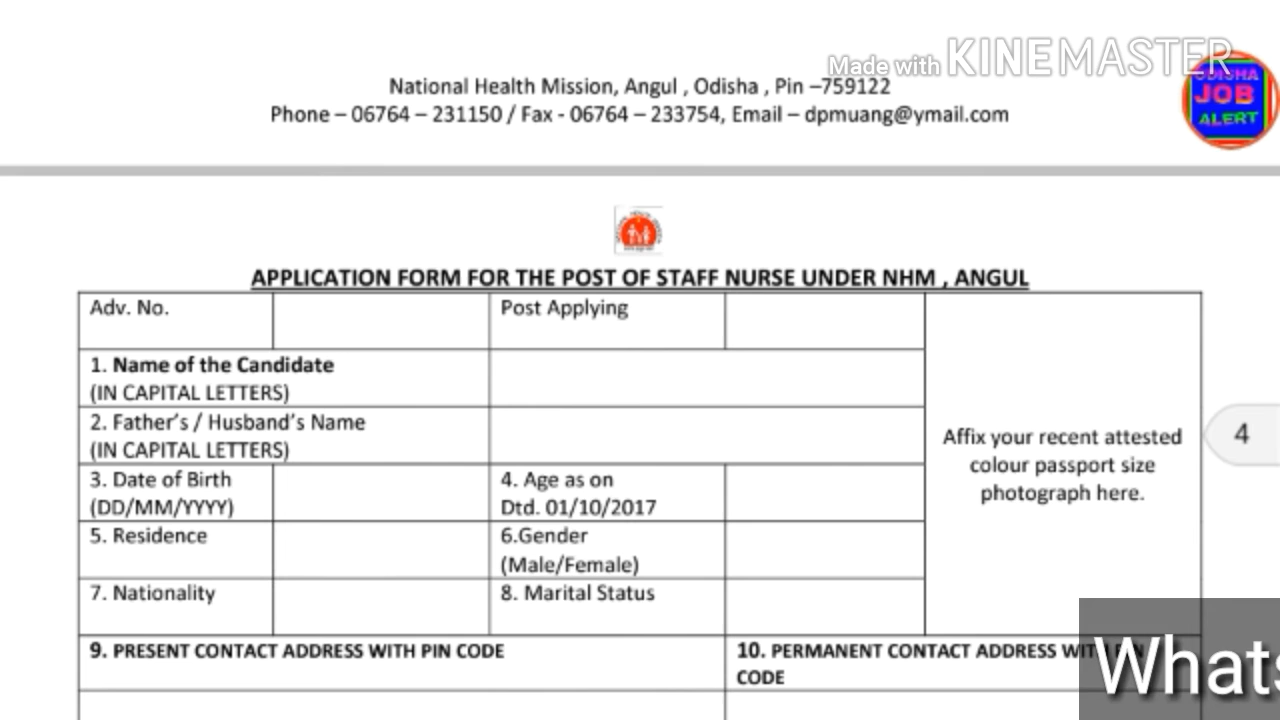 Made with KINEMASTER
National Health Mission, Angul , Odisha , Pin –759122
Phone – 06764 – 231150 / Fax - 06764 – 233754, Email – dpmuang@ymail.com
ODISHA
JOB
ALERT
APPLICATION FORM FOR THE POST OF STAFF NURSE UNDER NHM , ANGUL
Adv. No.
Post Applying
1. Name of the Candidate
(IN CAPITAL LETTERS)
2. Father's / Husband's Name
(IN CAPITAL LETTERS)
Affix your recent attested
colour passport size
photograph here.
4
3. Date of Birth
(DD/MM/YYYY)
4. Age as on
Dtd. 01/10/2017
5. Residence
6.Gender
(Male/Female)
7. Nationality
8. Marital Status
9. PRESENT CONTACT ADDRESS WITH PIN CODE
10. PERMANENT CONTACT ADDRESS WITH PIN
CODE
Whats